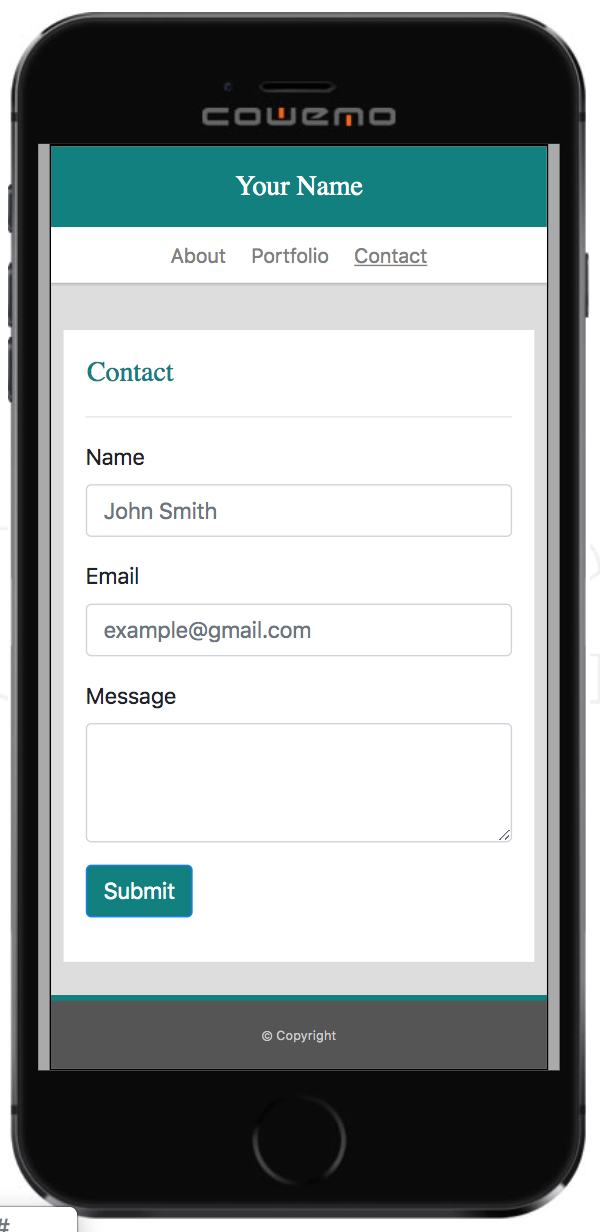 cowemo
Your Name
About Portfolio Contact
Contact
Name
John Smith
Email
example@gmail.com
Message
Submit
© Copyright
#